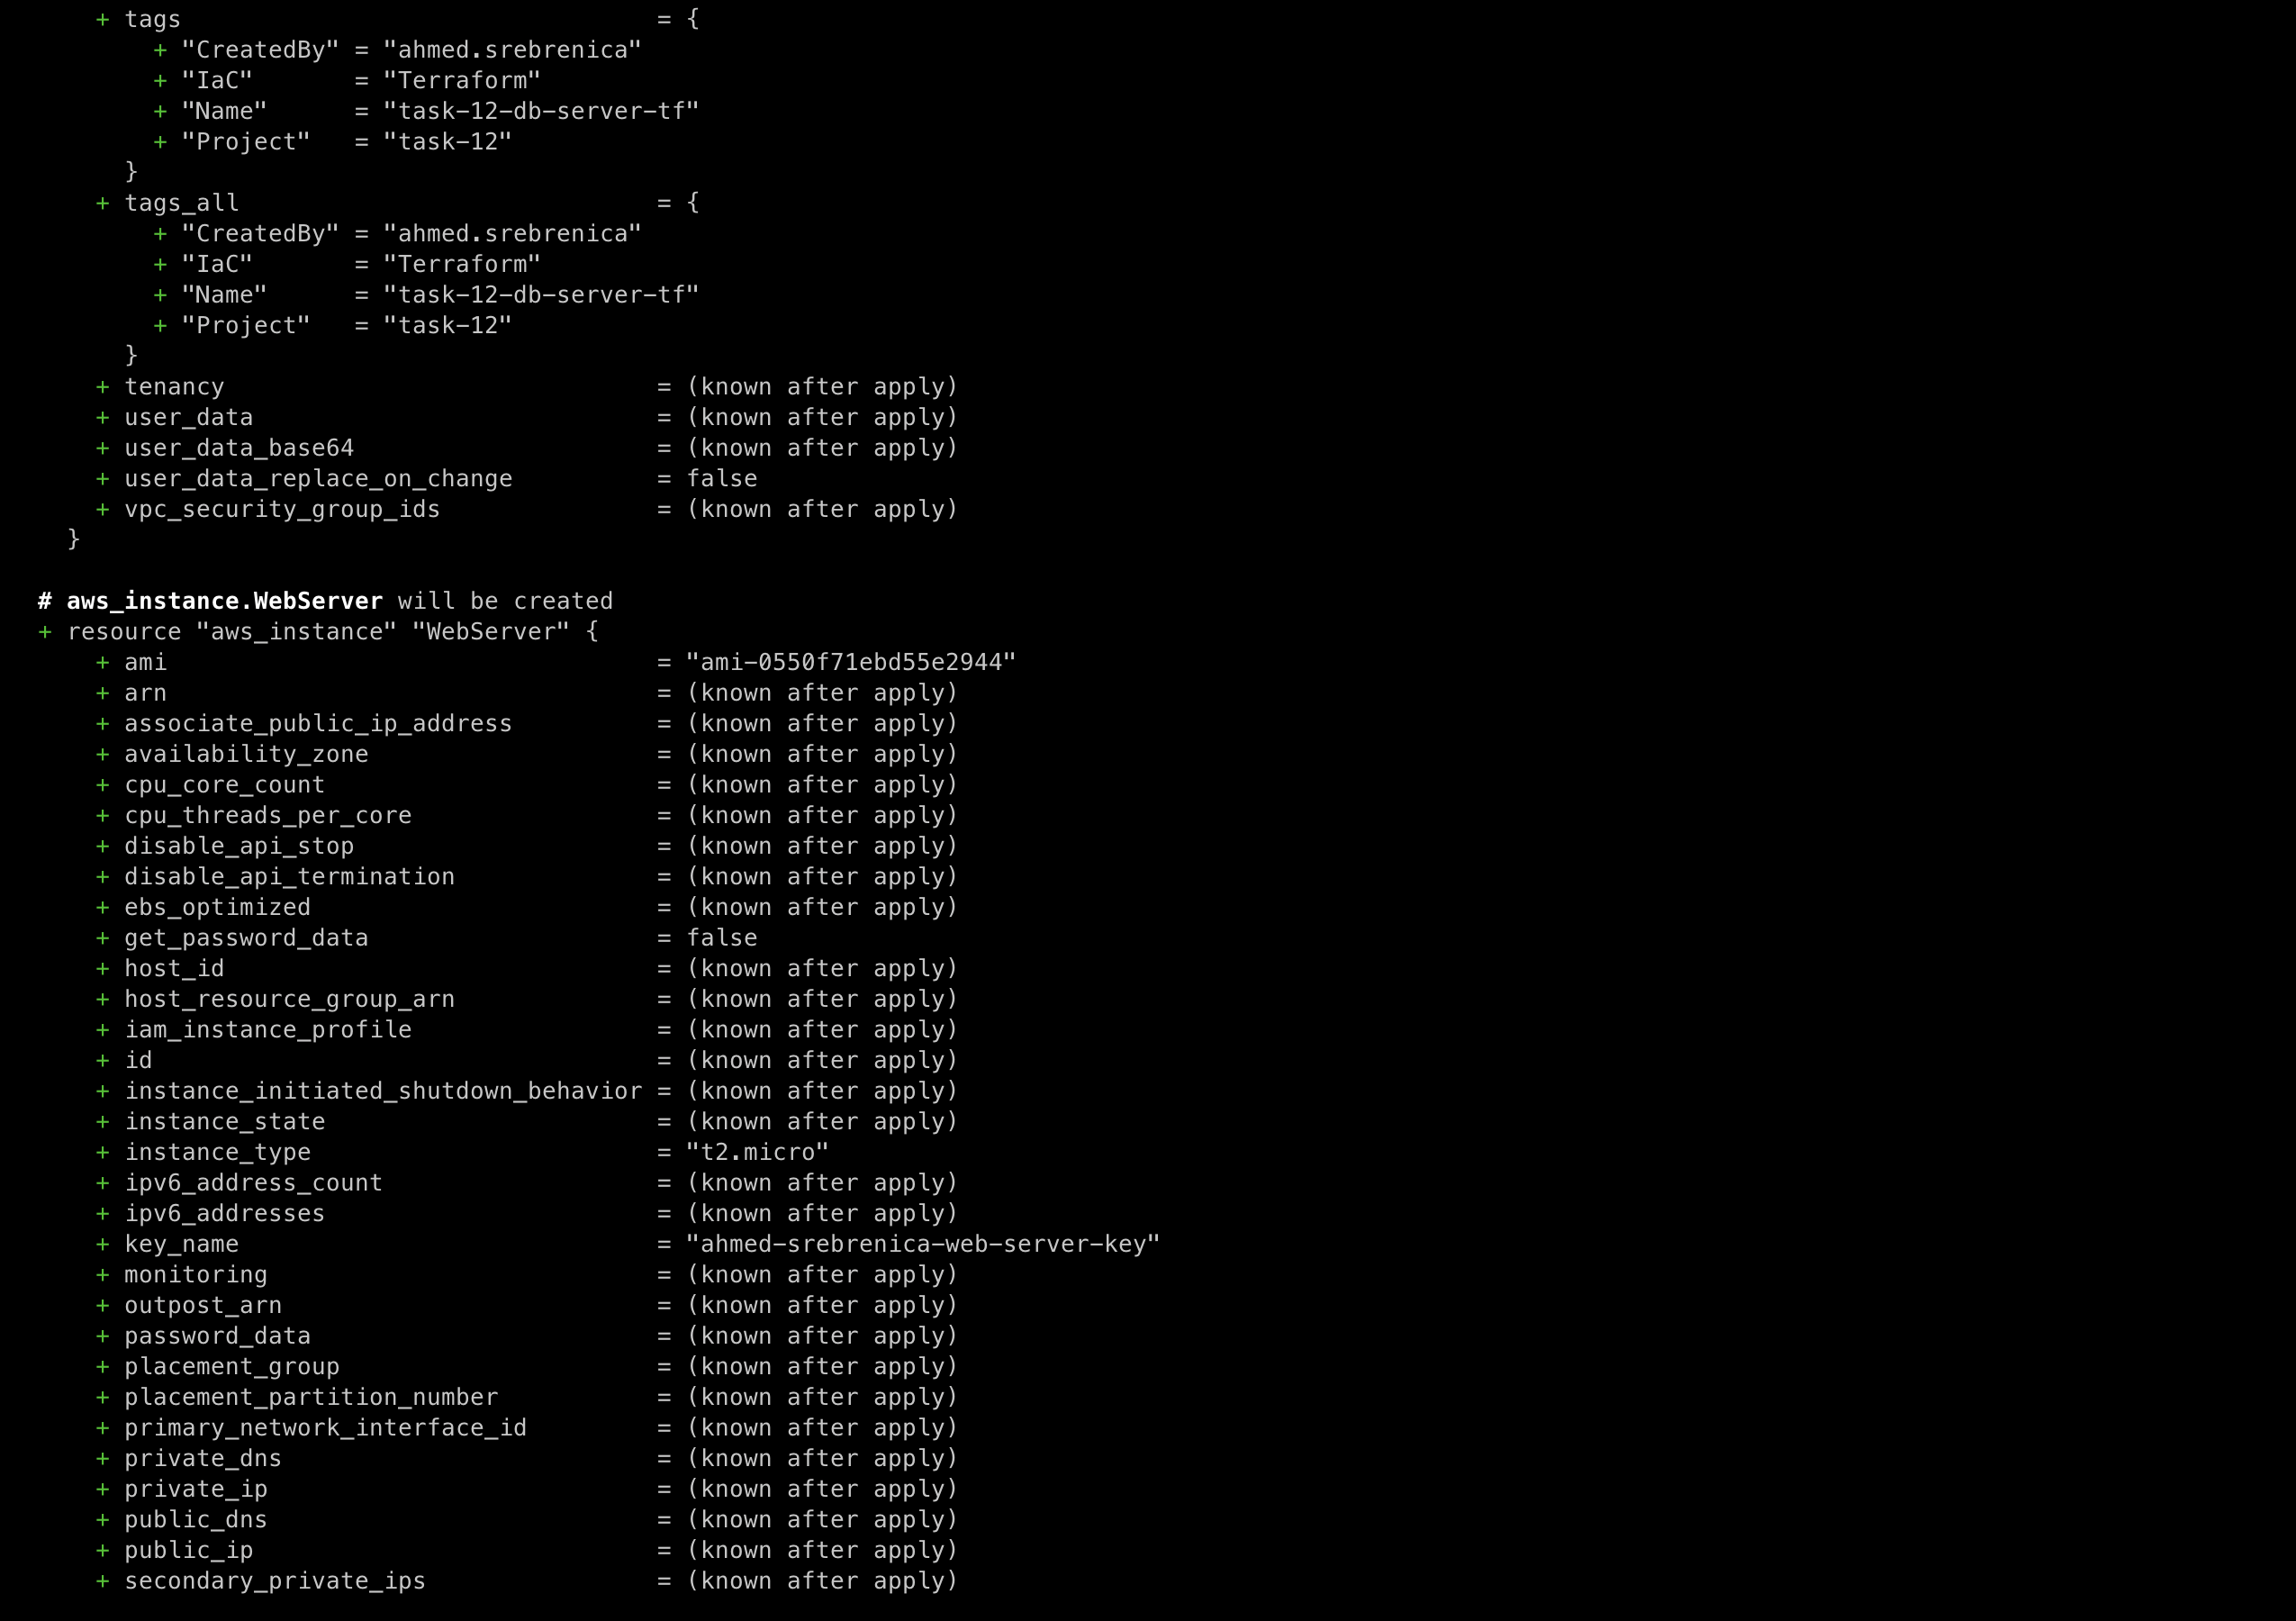 + tags = {
+ "CreatedBy" = "ahmed.srebrenica"
+ "IaC" = "Terraform"
+ "Name" = "task-12-db-server-tf"
+ "Project" = "task-12"
}
+ tags_all = {
+ "CreatedBy" = "ahmed.srebrenica"
+ "IaC" = "Terraform"
+ "Name" = "task-12-db-server-tf"
+ "Project" = "task-12"
}
+ tenancy = (known after apply)
+ user_data = (known after apply)
+ user_data_base64 = (known after apply)
+ user_data_replace_on_change = false
+ vpc_security_group_ids = (known after apply)
}
# aws_instance.WebServer will be created
+ resource "aws_instance" "WebServer" {
+ ami = "ami-0550f71ebd55e2944"
+ arn = (known after apply)
+ associate_public_ip_address = (known after apply)
+ availability_zone = (known after apply)
+ cpu_core_count = (known after apply)
+ cpu_threads_per_core = (known after apply)
+ disable_api_stop = (known after apply)
+ disable_api_termination = (known after apply)
+ ebs_optimized = (known after apply)
+ get_password_data = false
+ host_id = (known after apply)
+ host_resource_group_arn = (known after apply)
+ iam_instance_profile = (known after apply)
+ id = (known after apply)
+ instance_initiated_shutdown_behavior = (known after apply)
+ instance_state = (known after apply)
+ instance_type = "t2.micro"
+ ipv6_address_count = (known after apply)
+ ipv6_addresses = (known after apply)
+ key_name = "ahmed-srebrenica-web-server-key"
+ monitoring = (known after apply)
+ outpost_arn = (known after apply)
+ password_data = (known after apply)
+ placement_group = (known after apply)
+ placement_partition_number = (known after apply)
+ primary_network_interface_id = (known after apply)
+ private_dns = (known after apply)
+ private_ip = (known after apply)
+ public_dns = (known after apply)
+ public_ip = (known after apply)
+ secondary_private_ips = (known after apply)